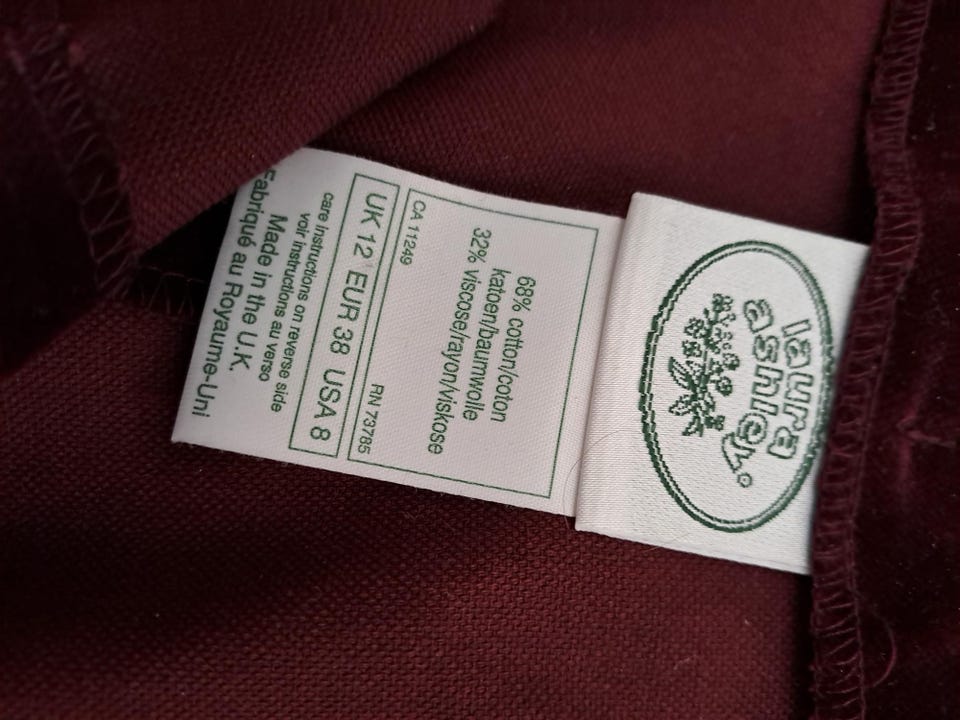 laura
ashley
68% cotton/coton
katoen/baumwolle
32% viscose/rayon/viskose
CA 11249 RN 73785
UK 12 EUR 38 USA 8
care instructions on reverse side
voir instructions au verso
Made in the U.K.
Fabriqué au Royaume-Uni